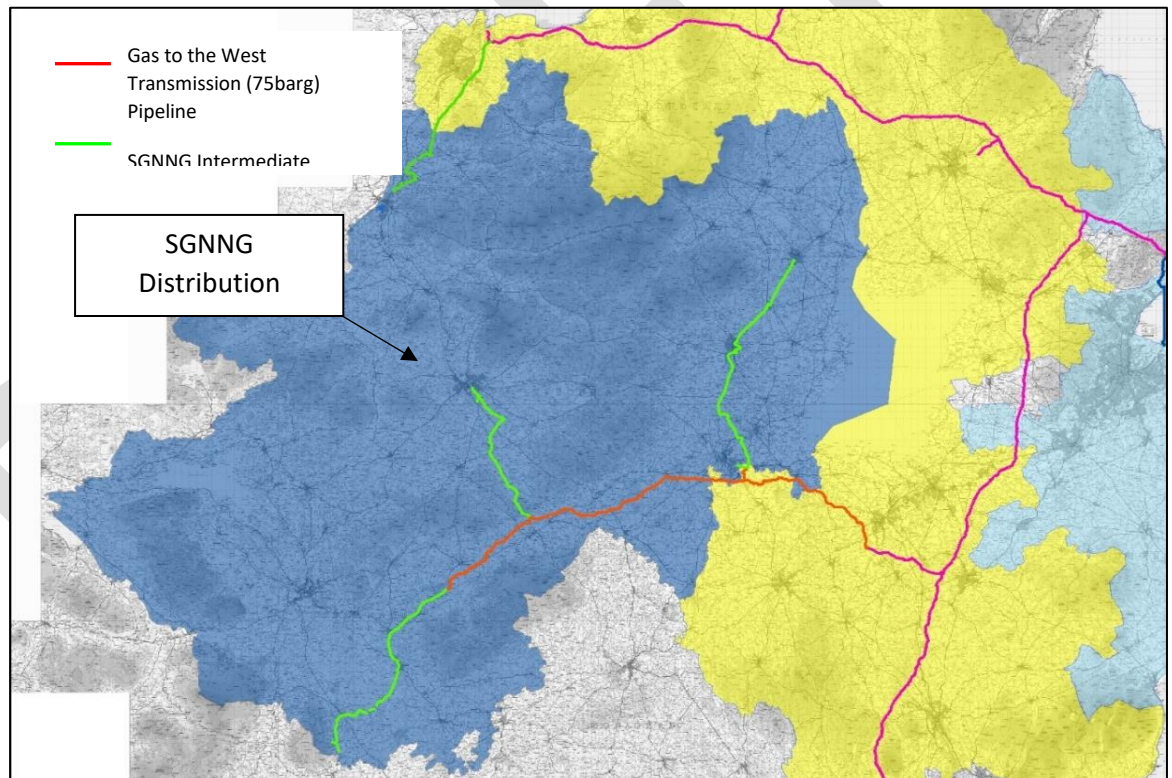 Gas to the West
Transmission (75barg)
Pipeline
SGNNG Intermediate
SGNNG
Distribution